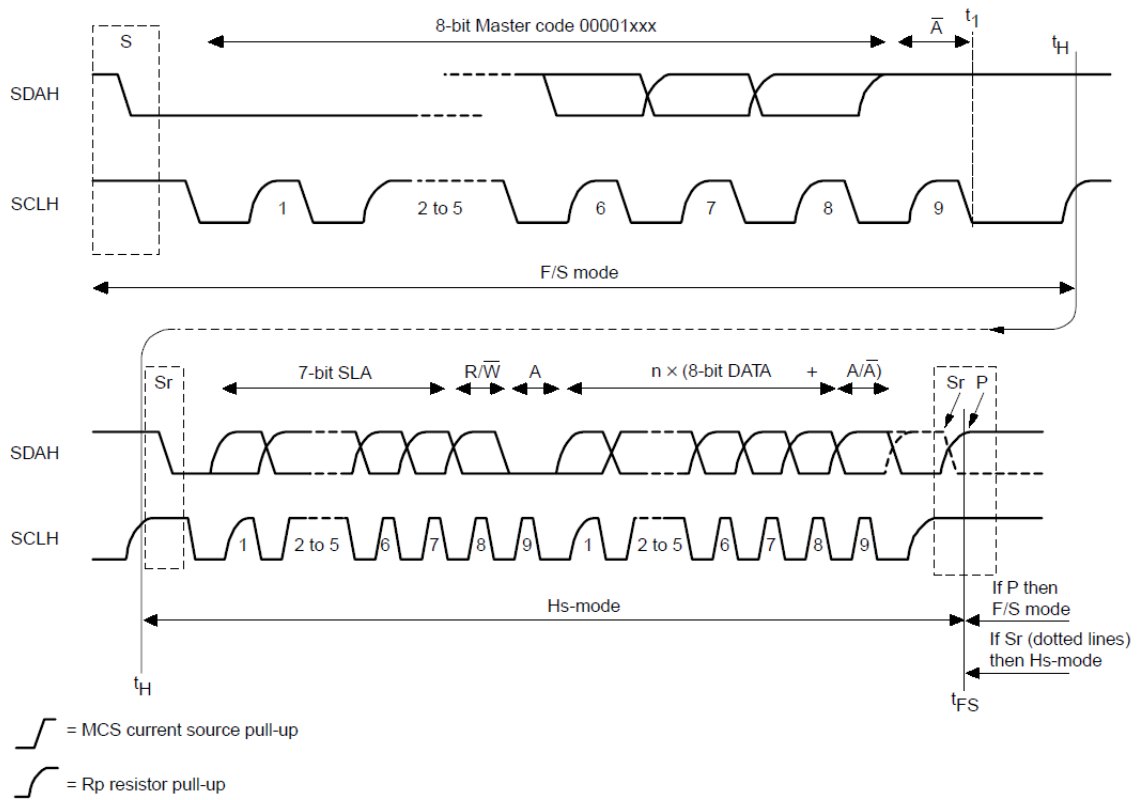 8-bit Master code 00001xxx
S
A̅
t1
tH
SDAH
SCLH
1
2 to 5
6
7
8
9
F/S mode
Sr
7-bit SLA
R/W̅
A
n × (8-bit DATA
+
A/A̅)
Sr
P
SDAH
SCLH
1
2 to 5
6
7
8
9
1
2 to 5
6
7
8
9
If P then
F/S mode
Hs-mode
If Sr (dotted lines)
then Hs-mode
tH
tFS
= MCS current source pull-up
= Rp resistor pull-up